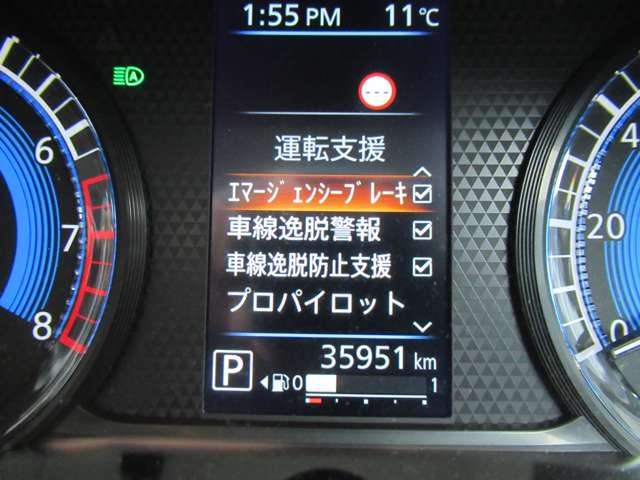 1:55 PM 11℃
運転支援
ｴﾏｰｼﾞｪﾝｼｰﾌﾞﾚｰｷ
車線逸脱警報
車線逸脱防止支援
プロパイロット
35951 km
P 0 1
6
7
8
4
20
0
A